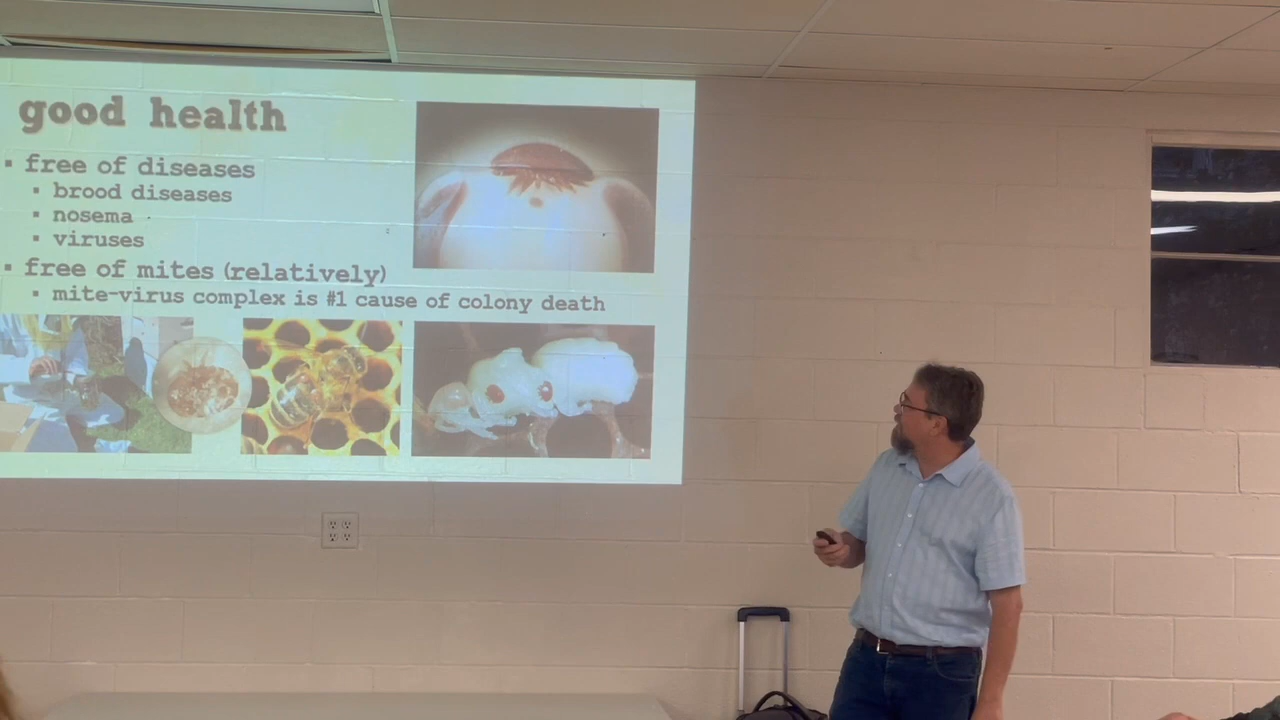 good health
▪ free of diseases
▪ brood diseases
▪ nosema
▪ viruses
▪ free of mites (relatively)
▪ mite-virus complex is #1 cause of colony death